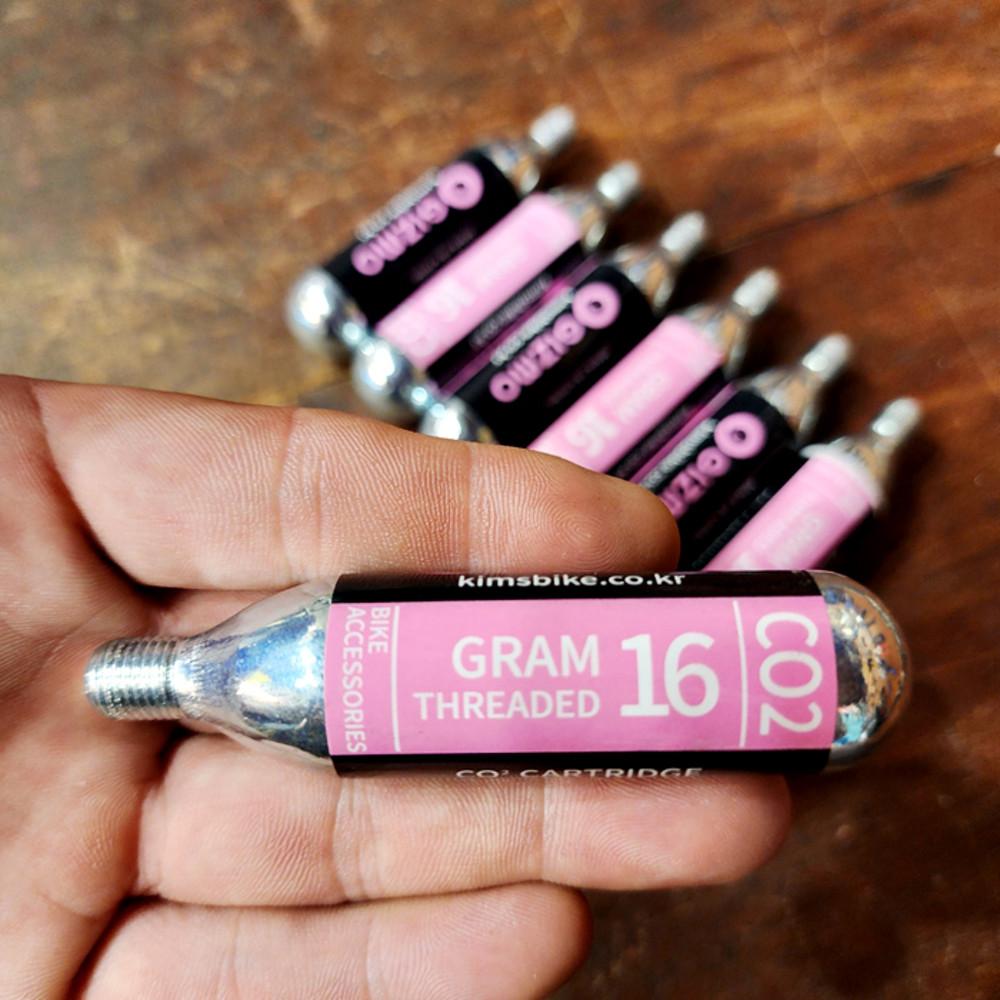 GIZMO
16
GIZMO
16
GIZMO
kimsbike.co.kr
BIKE
ACCESSORIES
GRAM
THREADED
16
CO2
CO² CARTRIDGE